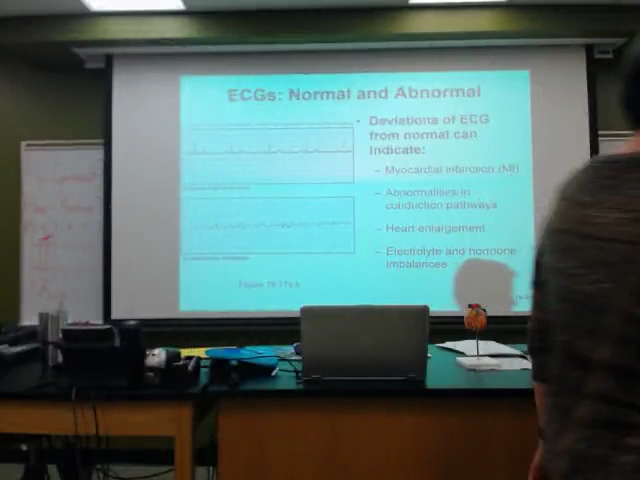 ECGs: Normal and Abnormal
• Deviations of ECG
from normal can
indicate:
– Myocardial infarction (MI)
– Abnormalities in
conduction pathways
– Heart enlargement
– Electrolyte and hormone
imbalances
Figure